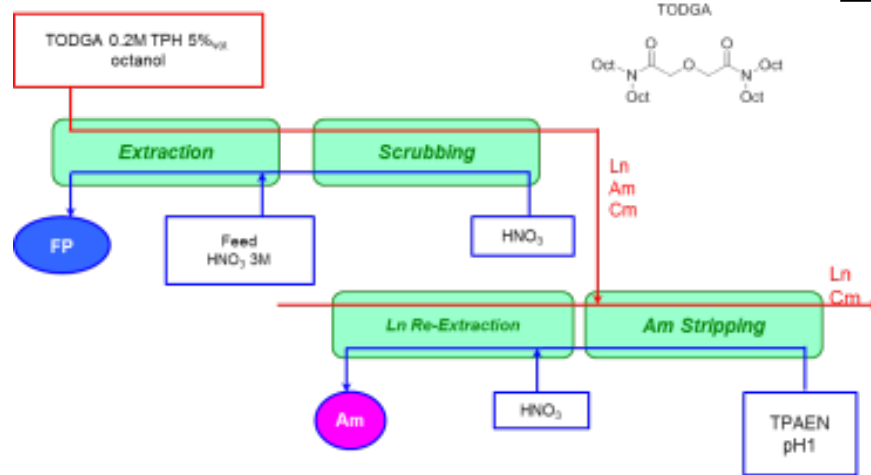 TODGA
TODGA 0.2M TPH 5%vol.
octanol
O
O
Oct
N
O
N
Oct
Oct
Oct
Extraction
Scrubbing
Ln
Am
Cm
FP
Feed
HNO3 3M
HNO3
Ln
Cm
Ln Re-Extraction
Am Stripping
Am
HNO3
TPAEN
pH1